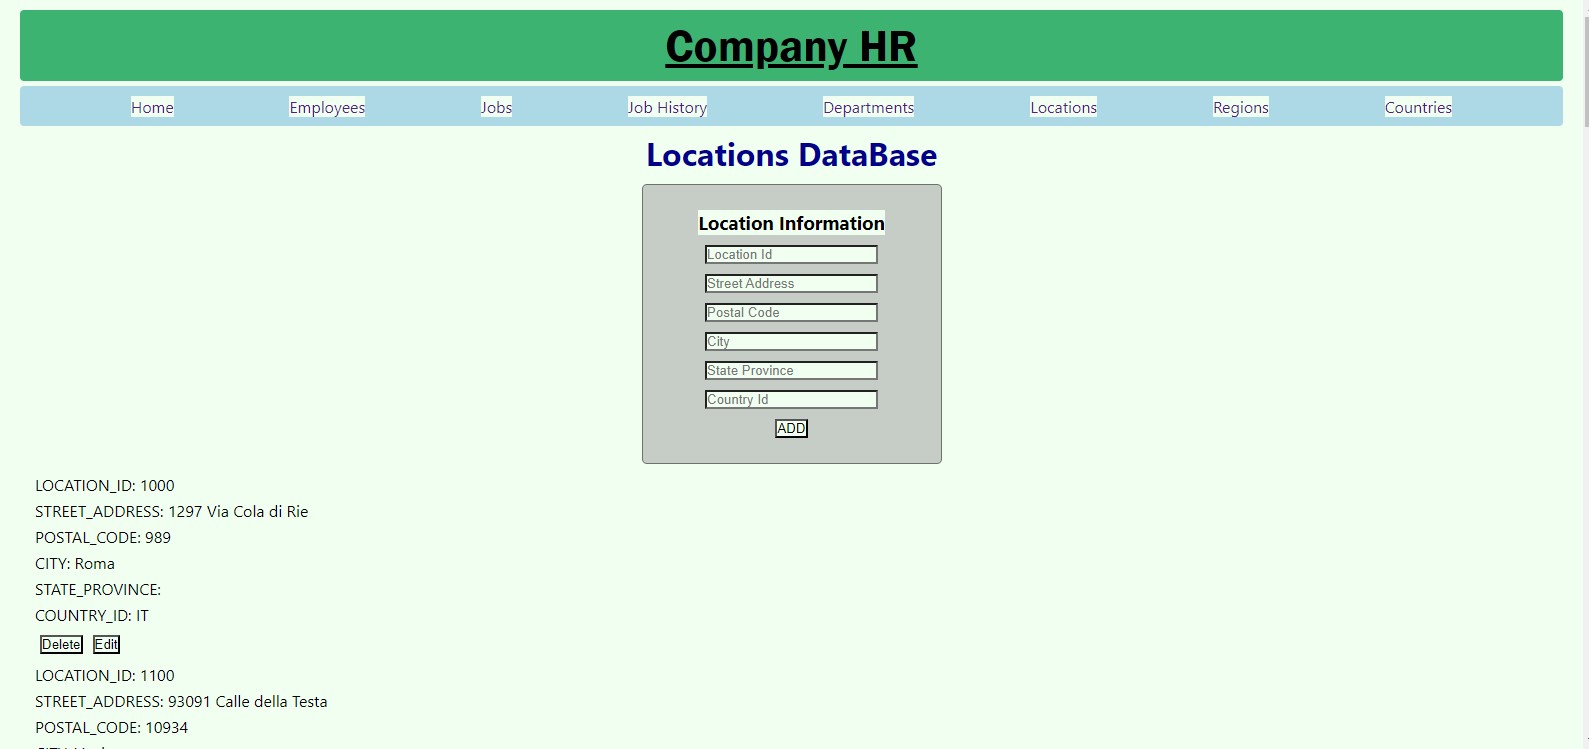 Company HR
Home Employees Jobs Job History Departments Locations Regions Countries
Locations DataBase
Location Information
Location Id
Street Address
Postal Code
City
State Province
Country Id
ADD
LOCATION_ID: 1000
STREET_ADDRESS: 1297 Via Cola di Rie
POSTAL_CODE: 989
CITY: Roma
STATE_PROVINCE:
COUNTRY_ID: IT
Delete Edit
LOCATION_ID: 1100
STREET_ADDRESS: 93091 Calle della Testa
POSTAL_CODE: 10934